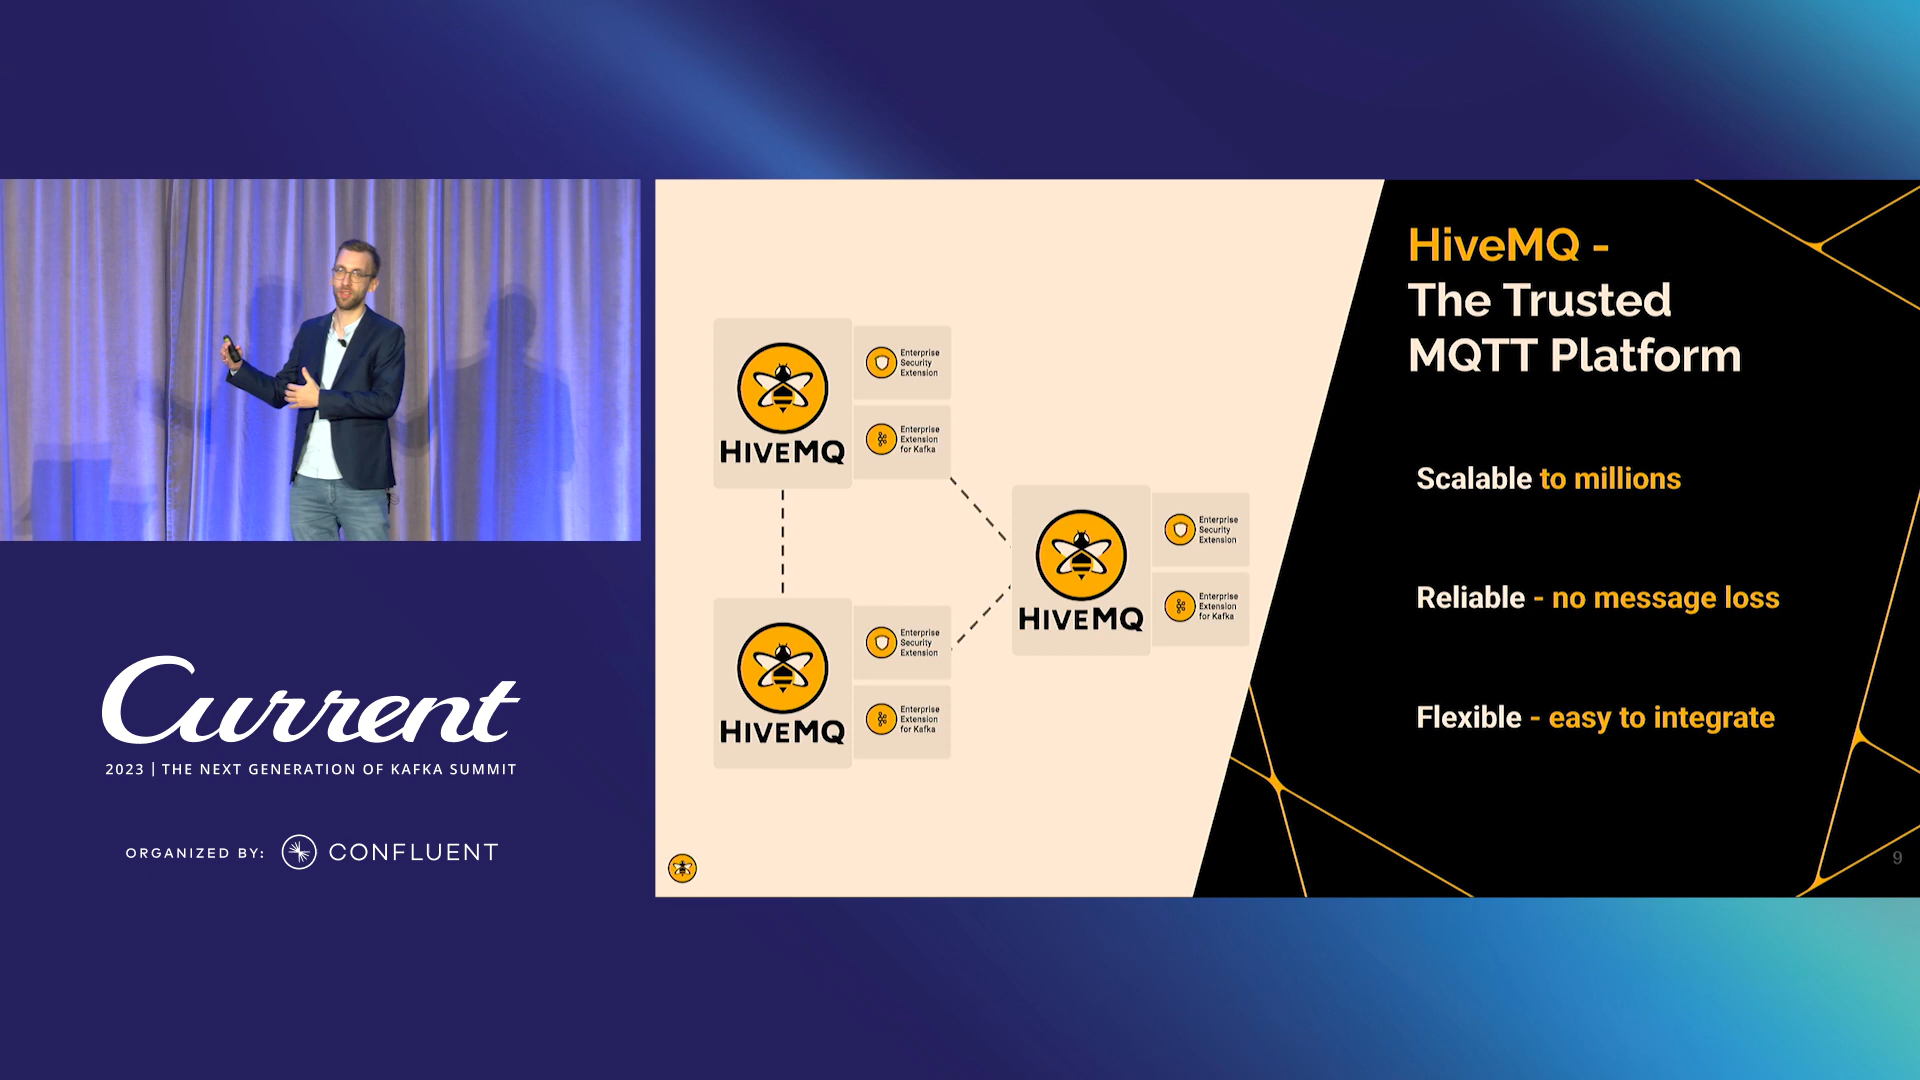 Current
2023 | THE NEXT GENERATION OF KAFKA SUMMIT
ORGANIZED BY: CONFLUENT
HIVEMQ
Enterprise
Security
Extension
Enterprise
Extension
for Kafka
HIVEMQ
Enterprise
Security
Extension
Enterprise
Extension
for Kafka
HIVEMQ
Enterprise
Security
Extension
Enterprise
Extension
for Kafka
HiveMQ -
The Trusted
MQTT Platform
Scalable to millions
Reliable - no message loss
Flexible - easy to integrate
9